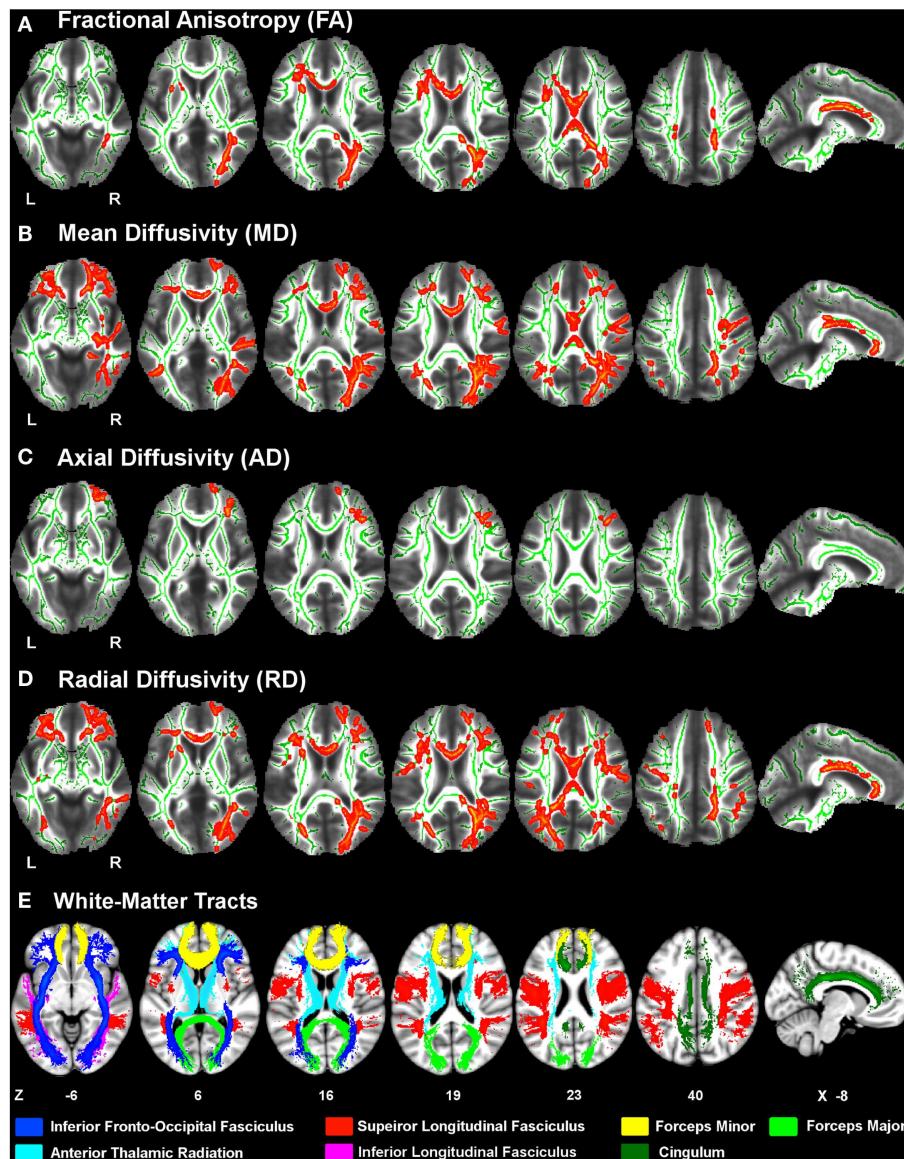 A Fractional Anisotropy (FA)
L R
B Mean Diffusivity (MD)
L R
C Axial Diffusivity (AD)
L R
D Radial Diffusivity (RD)
L R
E White-Matter Tracts
Z -6 6 16 19 23 40 X -8
Inferior Fronto-Occipital Fasciculus Supeiror Longitudinal Fasciculus Forceps Minor Forceps Major
Anterior Thalamic Radiation Inferior Longitudinal Fasciculus Cingulum